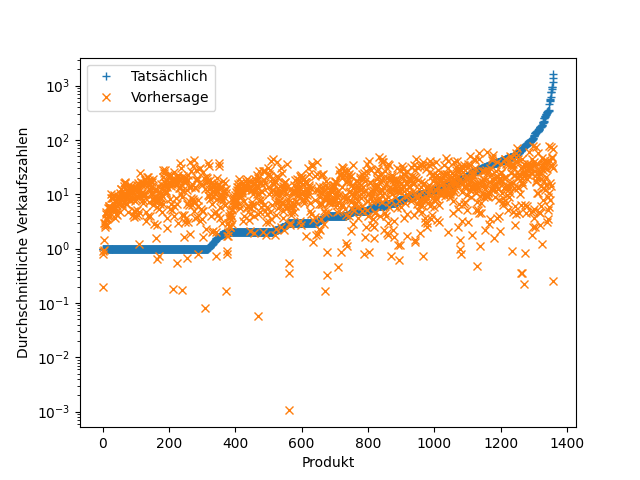 Tatsächlich
Vorhersage
Durchschnittliche Verkaufszahlen
10³
10²
10¹
10⁰
10⁻¹
10⁻²
10⁻³
0 200 400 600 800 1000 1200 1400
Produkt